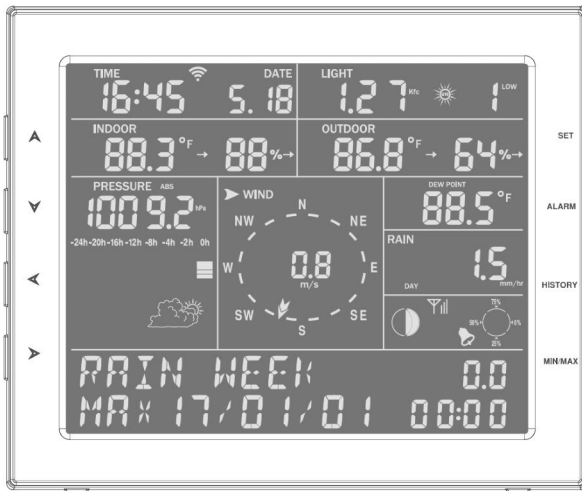 TIME DATE LIGHT
16:45 5.18 1.27 Kfc 1 LOW
SET
INDOOR OUTDOOR
88.3°F → 88%→ 86.8°F → 64%→
PRESSURE ABS
1009.2 hPa
-24h-20h-16h-12h -8h -4h -2h 0h
WIND
N
NW NE
W 0.8 E
m/s
SW SE
S
DEW POINT
88.5°F
ALARM
RAIN
1.5
DAY mm/hr
HISTORY
75%
50% 0%
25%
MIN/MAX
RAIN WEEK 0.0
MAX 17/01/01 00:00